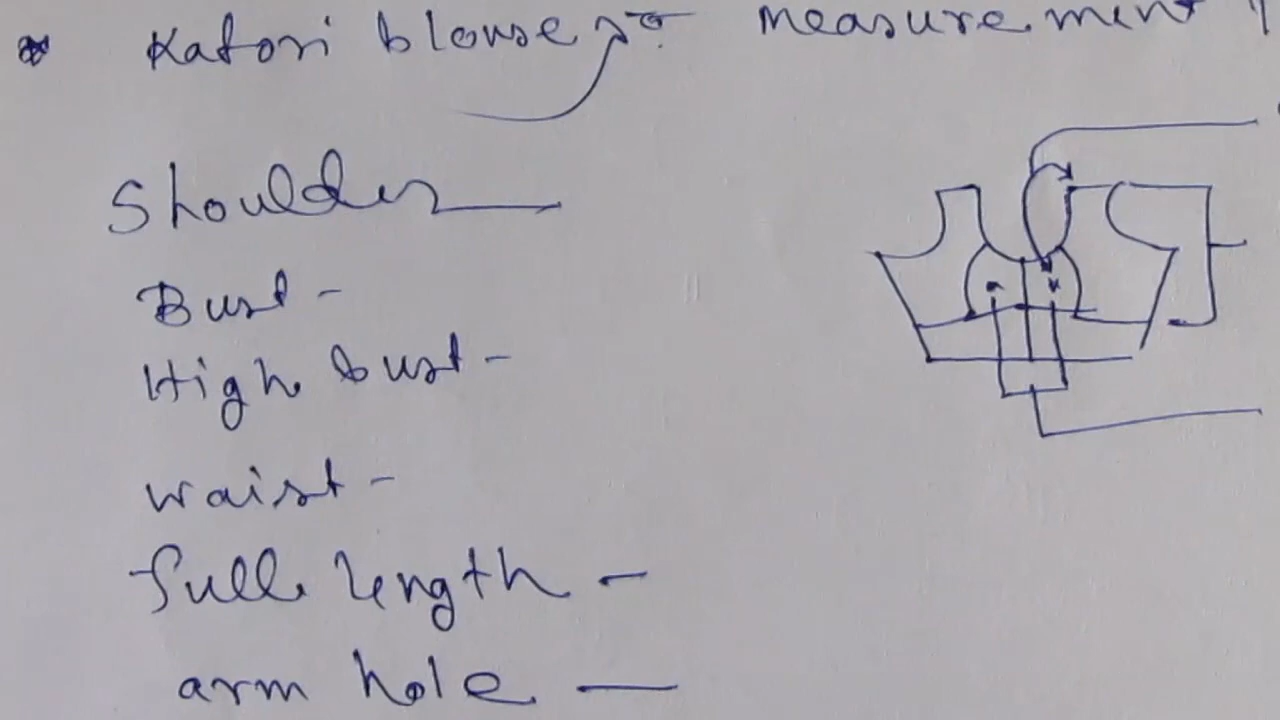 * Katori blouse measurement
Shoulder —
Bust -
High bust -
waist -
full length -
arm hole —